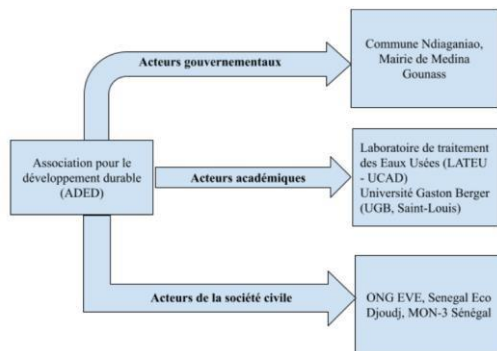 Acteurs gouvernementaux
Commune Ndiaganiao,
Mairie de Medina
Gounass
Association pour le
développement durable
(ADED)
Acteurs académiques
Laboratoire de traitement
des Eaux Usées (LATEU
- UCAD)
Université Gaston Berger
(UGB, Saint-Louis)
Acteurs de la société civile
ONG EVE, Senegal Eco
Djoudj, MON-3 Sénégal